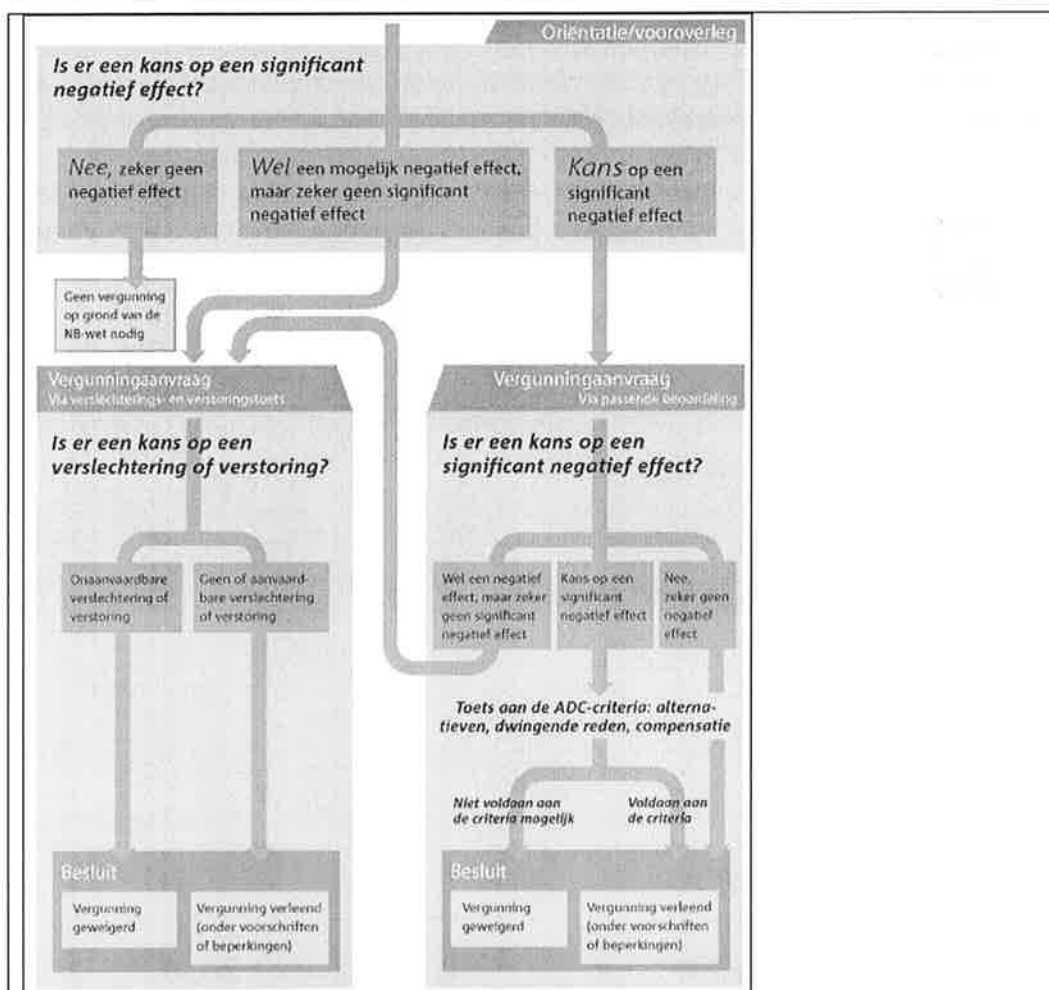 Oriëntatie/vooroverleg
Is er een kans op een significant
negatief effect?
Nee, zeker geen
negatief effect
Wel een mogelijk negatief effect,
maar zeker geen significant
negatief effect
Kans op een
significant
negatief effect
Geen vergunning
op grond van de
NB-wet nodig
Vergunningaanvraag
Via verslechterings- en verstoringstoets
Is er een kans op een
verslechtering of verstoring?
Onaanvaardbare
verslechtering of
verstoring
Geen of aanvaard-
bare verslechtering
of verstoring
Besluit
Vergunning
geweigerd
Vergunning verleend
(onder voorschriften
of beperkingen)
Vergunningaanvraag
Via passende beoordeling
Is er een kans op een
significant negatief effect?
Wel een negatief
effect, maar zeker
geen significant
negatief effect
Kans op een
significant
negatief effect
Nee,
zeker geen
negatief
effect
Toets aan de ADC-criteria: alterna-
tieven, dwingende reden, compensatie
Niet voldaan aan
de criteria mogelijk
Voldaan aan
de criteria
Besluit
Vergunning
geweigerd
Vergunning verleend
(onder voorschriften
of beperkingen)